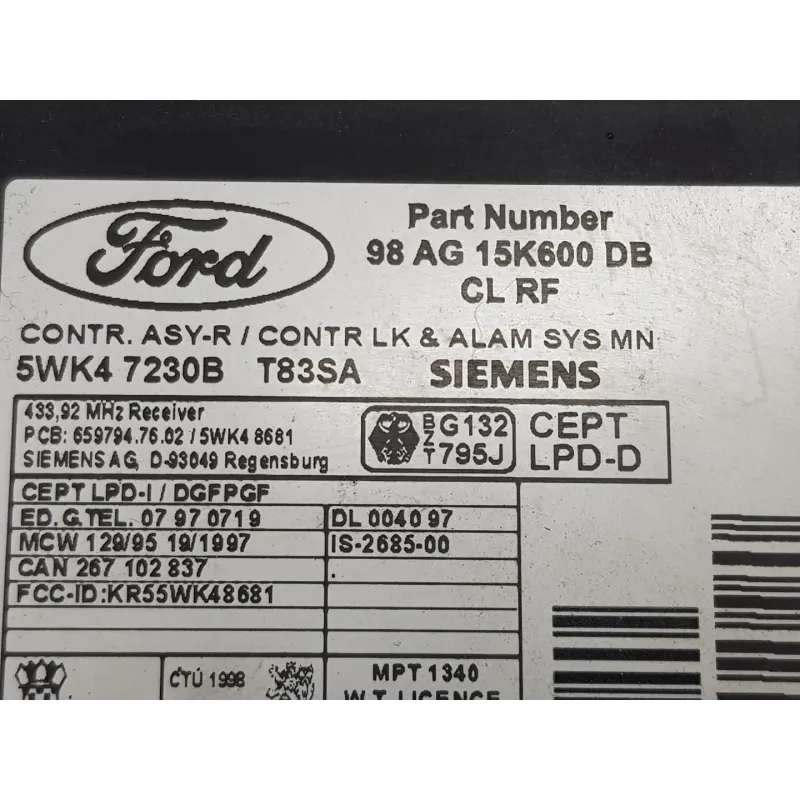 Ford
Part Number
98 AG 15K600 DB
CL RF
CONTR. ASY-R / CONTR LK & ALAM SYS MN
5WK4 7230B T83SA SIEMENS
433,92 MHz Receiver
PCB: 659794.76.02 / 5WK4 8681
SIEMENS AG, D-93049 Regensburg
BZT G132 795J
CEPT
LPD-D
CEPT LPD-I / DGFPGF
ED. G.TEL. 07 97 0719 DL 004097
MCW 129/95 19/1997 IS-2685-00
CAN 267 102 837
FCC-ID:KR55WK48681
ČTÚ 1998
MPT 1340
W.T. LICENCE